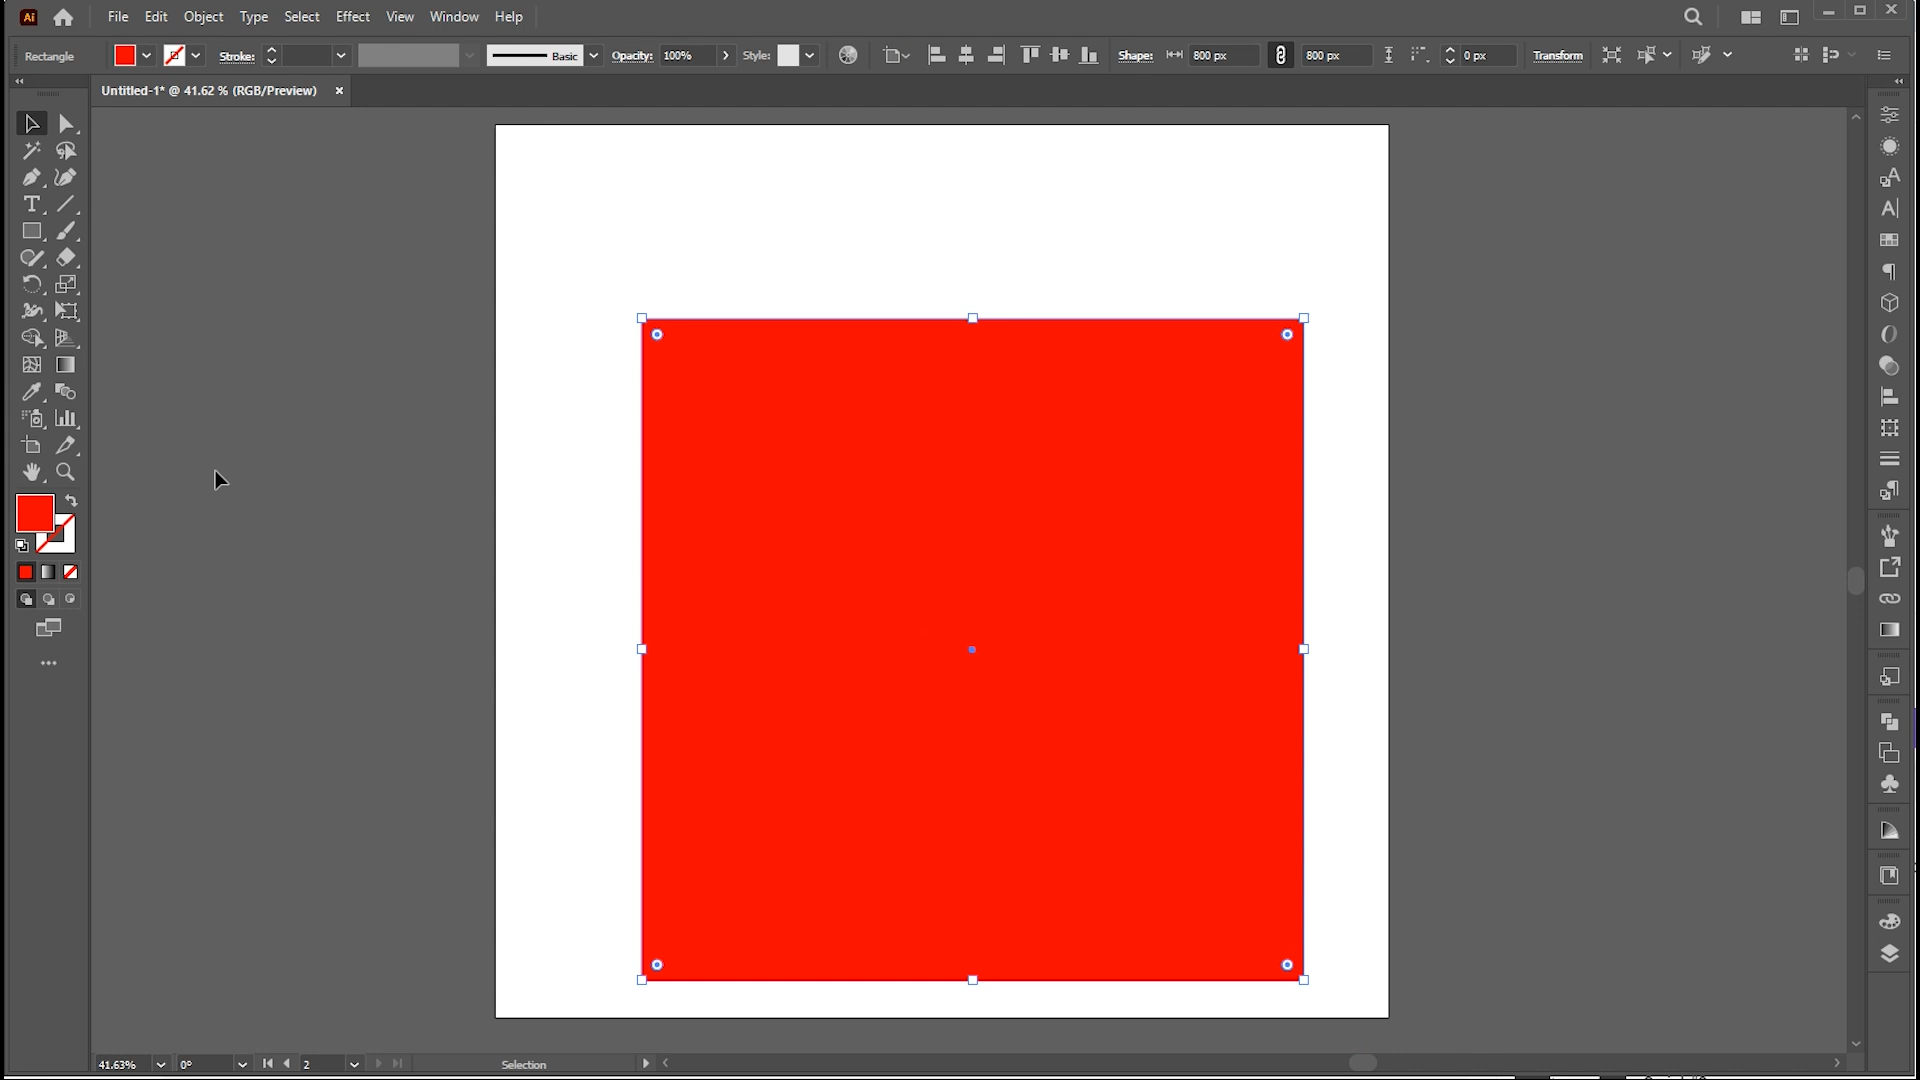 Ai File Edit Object Type Select Effect View Window Help
Rectangle Stroke: Basic Opacity: 100% Style: Shape: 800 px 800 px 0 px Transform
Untitled-1* @ 41.62 % (RGB/Preview) ×
41.63% 0° 2 Selection